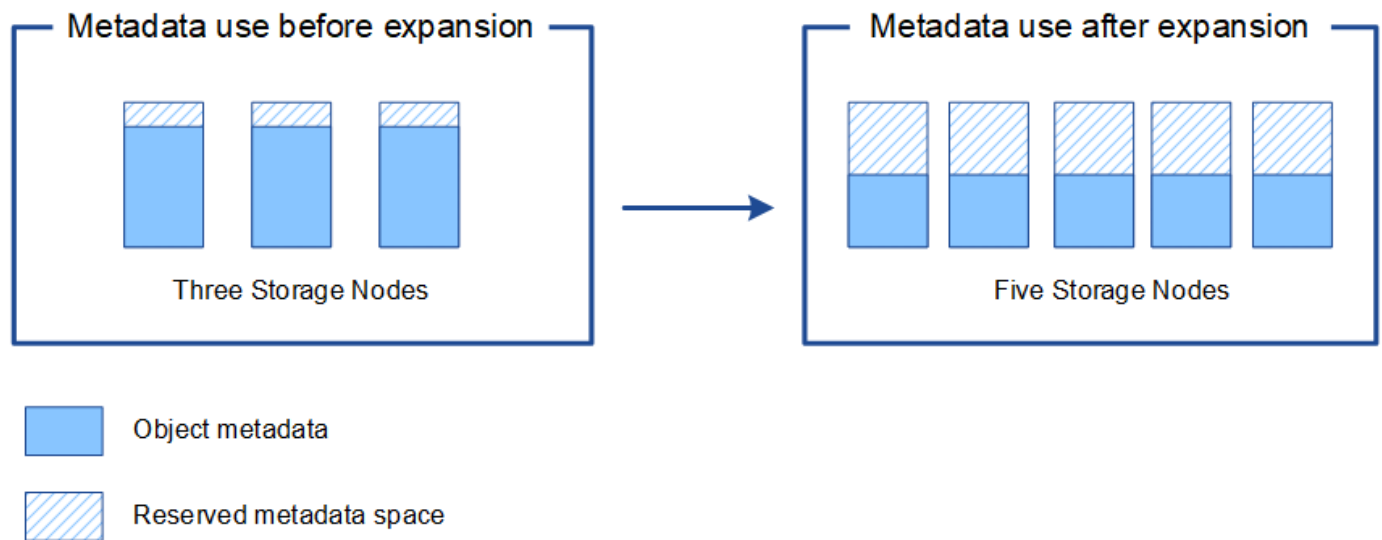 Metadata use before expansion
Metadata use after expansion
Three Storage Nodes
Five Storage Nodes
Object metadata
Reserved metadata space